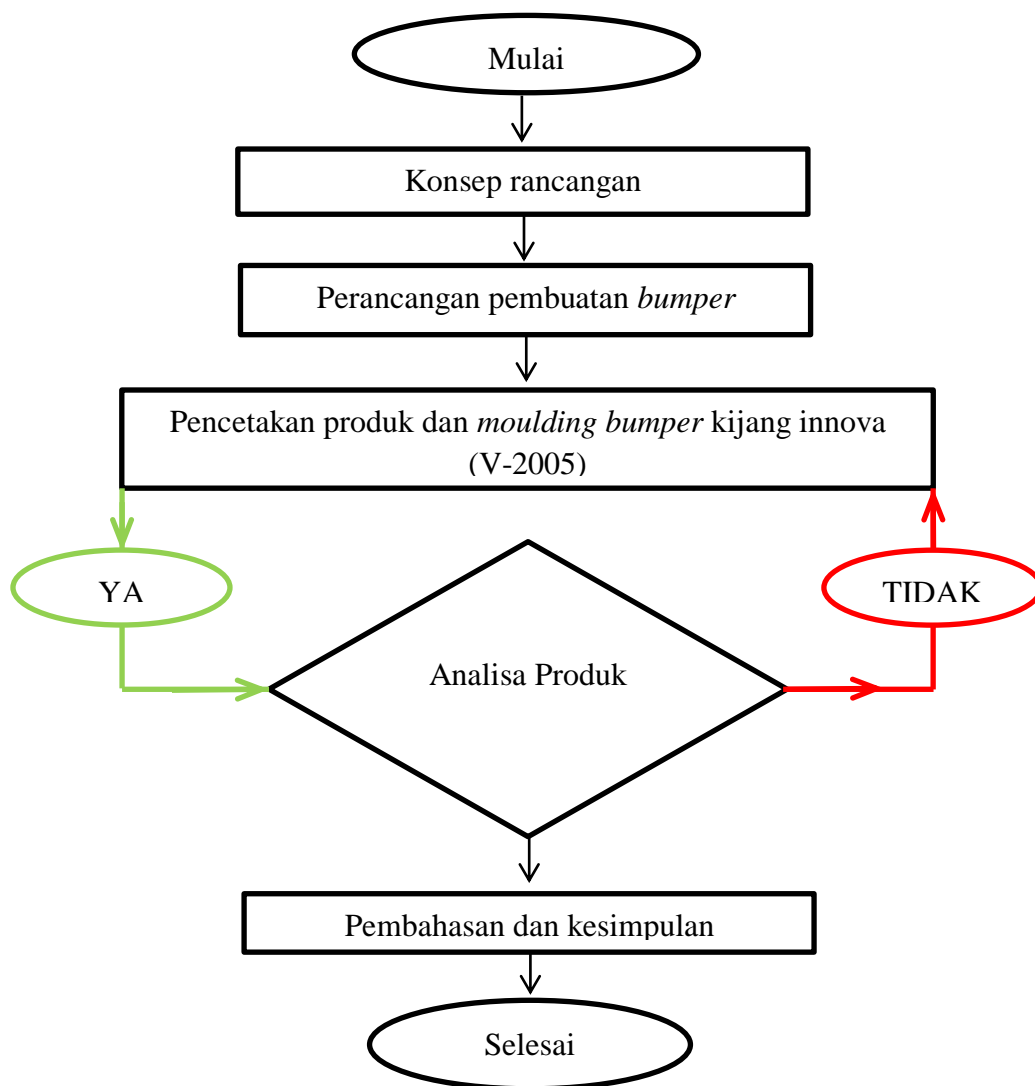 Mulai
Konsep rancangan
Perancangan pembuatan bumper
Pencetakan produk dan moulding bumper kijang innova
(V-2005)
YA
TIDAK
Analisa Produk
Pembahasan dan kesimpulan
Selesai